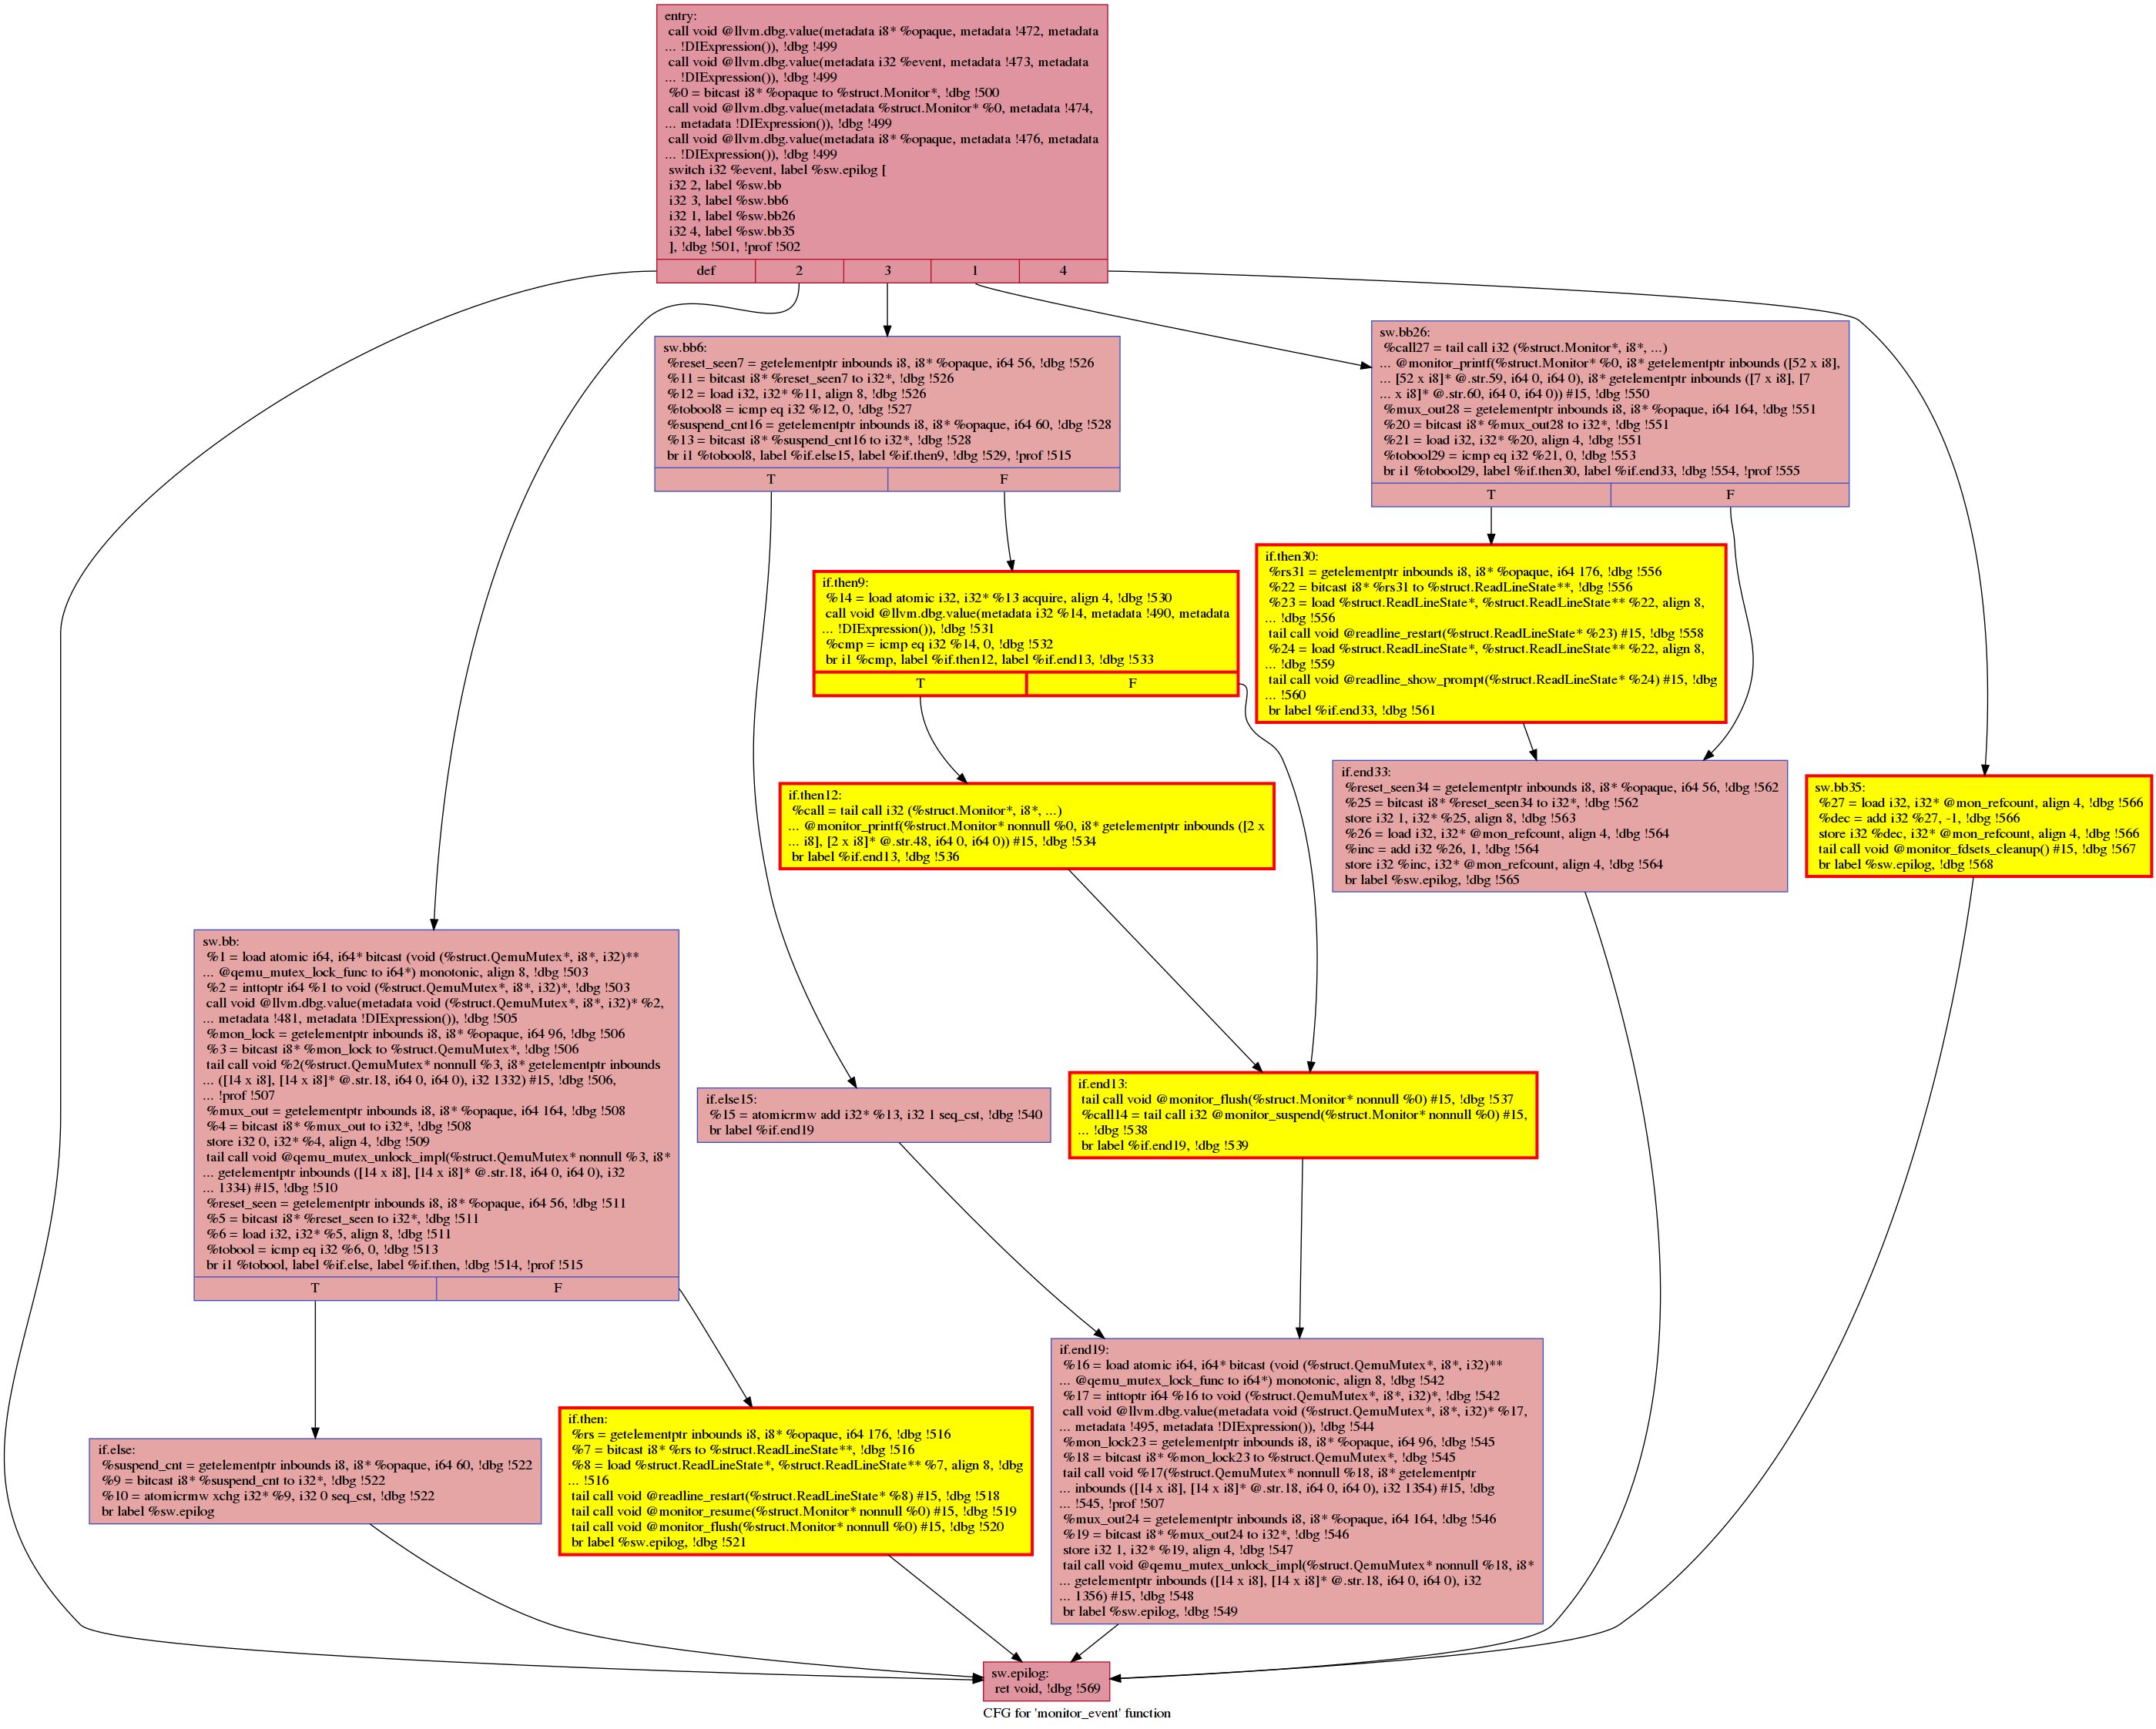 entry:
call void @llvm.dbg.value(metadata i8* %opaque, metadata !472, metadata
... !DIExpression()), !dbg !499
call void @llvm.dbg.value(metadata i32 %event, metadata !473, metadata
... !DIExpression()), !dbg !499
%0 = bitcast i8* %opaque to %struct.Monitor*, !dbg !500
call void @llvm.dbg.value(metadata %struct.Monitor* %0, metadata !474,
... metadata !DIExpression()), !dbg !499
call void @llvm.dbg.value(metadata i8* %opaque, metadata !476, metadata
... !DIExpression()), !dbg !499
switch i32 %event, label %sw.epilog [
i32 2, label %sw.bb
i32 3, label %sw.bb6
i32 1, label %sw.bb26
i32 4, label %sw.bb35
], !dbg !501, !prof !502
def 2 3 1 4
sw.bb6:
%reset_seen7 = getelementptr inbounds i8, i8* %opaque, i64 56, !dbg !526
%11 = bitcast i8* %reset_seen7 to i32*, !dbg !526
%12 = load i32, i32* %11, align 8, !dbg !526
%tobool8 = icmp eq i32 %12, 0, !dbg !527
%suspend_cnt16 = getelementptr inbounds i8, i8* %opaque, i64 60, !dbg !528
%13 = bitcast i8* %suspend_cnt16 to i32*, !dbg !528
br i1 %tobool8, label %if.else15, label %if.then9, !dbg !529, !prof !515
T F
sw.bb26:
%call27 = tail call i32 (%struct.Monitor*, i8*, ...)
... @monitor_printf(%struct.Monitor* %0, i8* getelementptr inbounds ([52 x i8],
... [52 x i8]* @.str.59, i64 0, i64 0), i8* getelementptr inbounds ([7 x i8], [7
... x i8]* @.str.60, i64 0, i64 0)) #15, !dbg !550
%mux_out28 = getelementptr inbounds i8, i8* %opaque, i64 164, !dbg !551
%20 = bitcast i8* %mux_out28 to i32*, !dbg !551
%21 = load i32, i32* %20, align 4, !dbg !551
%tobool29 = icmp eq i32 %21, 0, !dbg !553
br i1 %tobool29, label %if.then30, label %if.end33, !dbg !554, !prof !555
T F
if.then9:
%14 = load atomic i32, i32* %13 acquire, align 4, !dbg !530
call void @llvm.dbg.value(metadata i32 %14, metadata !490, metadata
... !DIExpression()), !dbg !531
%cmp = icmp eq i32 %14, 0, !dbg !532
br i1 %cmp, label %if.then12, label %if.end13, !dbg !533
T F
if.then30:
%rs31 = getelementptr inbounds i8, i8* %opaque, i64 176, !dbg !556
%22 = bitcast i8* %rs31 to %struct.ReadLineState**, !dbg !556
%23 = load %struct.ReadLineState*, %struct.ReadLineState** %22, align 8,
... !dbg !556
tail call void @readline_restart(%struct.ReadLineState* %23) #15, !dbg !558
%24 = load %struct.ReadLineState*, %struct.ReadLineState** %22, align 8,
... !dbg !559
tail call void @readline_show_prompt(%struct.ReadLineState* %24) #15, !dbg
... !560
br label %if.end33, !dbg !561
if.then12:
%call = tail call i32 (%struct.Monitor*, i8*, ...)
... @monitor_printf(%struct.Monitor* nonnull %0, i8* getelementptr inbounds ([2 x
... i8], [2 x i8]* @.str.48, i64 0, i64 0)) #15, !dbg !534
br label %if.end13, !dbg !536
if.end33:
%reset_seen34 = getelementptr inbounds i8, i8* %opaque, i64 56, !dbg !562
%25 = bitcast i8* %reset_seen34 to i32*, !dbg !562
store i32 1, i32* %25, align 8, !dbg !563
%26 = load i32, i32* @mon_refcount, align 4, !dbg !564
%inc = add i32 %26, 1, !dbg !564
store i32 %inc, i32* @mon_refcount, align 4, !dbg !564
br label %sw.epilog, !dbg !565
sw.bb35:
%27 = load i32, i32* @mon_refcount, align 4, !dbg !566
%dec = add i32 %27, -1, !dbg !566
store i32 %dec, i32* @mon_refcount, align 4, !dbg !566
tail call void @monitor_fdsets_cleanup() #15, !dbg !567
br label %sw.epilog, !dbg !568
sw.bb:
%1 = load atomic i64, i64* bitcast (void (%struct.QemuMutex*, i8*, i32)**
... @qemu_mutex_lock_func to i64*) monotonic, align 8, !dbg !503
%2 = inttoptr i64 %1 to void (%struct.QemuMutex*, i8*, i32)*, !dbg !503
call void @llvm.dbg.value(metadata void (%struct.QemuMutex*, i8*, i32)* %2,
... metadata !481, metadata !DIExpression()), !dbg !505
%mon_lock = getelementptr inbounds i8, i8* %opaque, i64 96, !dbg !506
%3 = bitcast i8* %mon_lock to %struct.QemuMutex*, !dbg !506
tail call void %2(%struct.QemuMutex* nonnull %3, i8* getelementptr inbounds
... ([14 x i8], [14 x i8]* @.str.18, i64 0, i64 0), i32 1332) #15, !dbg !506,
... !prof !507
%mux_out = getelementptr inbounds i8, i8* %opaque, i64 164, !dbg !508
%4 = bitcast i8* %mux_out to i32*, !dbg !508
store i32 0, i32* %4, align 4, !dbg !509
tail call void @qemu_mutex_unlock_impl(%struct.QemuMutex* nonnull %3, i8*
... getelementptr inbounds ([14 x i8], [14 x i8]* @.str.18, i64 0, i64 0), i32
... 1334) #15, !dbg !510
%reset_seen = getelementptr inbounds i8, i8* %opaque, i64 56, !dbg !511
%5 = bitcast i8* %reset_seen to i32*, !dbg !511
%6 = load i32, i32* %5, align 8, !dbg !511
%tobool = icmp eq i32 %6, 0, !dbg !513
br i1 %tobool, label %if.else, label %if.then, !dbg !514, !prof !515
T F
if.else15:
%15 = atomicrmw add i32* %13, i32 1 seq_cst, !dbg !540
br label %if.end19
if.end13:
tail call void @monitor_flush(%struct.Monitor* nonnull %0) #15, !dbg !537
%call14 = tail call i32 @monitor_suspend(%struct.Monitor* nonnull %0) #15,
... !dbg !538
br label %if.end19, !dbg !539
if.end19:
%16 = load atomic i64, i64* bitcast (void (%struct.QemuMutex*, i8*, i32)**
... @qemu_mutex_lock_func to i64*) monotonic, align 8, !dbg !542
%17 = inttoptr i64 %16 to void (%struct.QemuMutex*, i8*, i32)*, !dbg !542
call void @llvm.dbg.value(metadata void (%struct.QemuMutex*, i8*, i32)* %17,
... metadata !495, metadata !DIExpression()), !dbg !544
%mon_lock23 = getelementptr inbounds i8, i8* %opaque, i64 96, !dbg !545
%18 = bitcast i8* %mon_lock23 to %struct.QemuMutex*, !dbg !545
tail call void %17(%struct.QemuMutex* nonnull %18, i8* getelementptr
... inbounds ([14 x i8], [14 x i8]* @.str.18, i64 0, i64 0), i32 1354) #15, !dbg
... !545, !prof !507
%mux_out24 = getelementptr inbounds i8, i8* %opaque, i64 164, !dbg !546
%19 = bitcast i8* %mux_out24 to i32*, !dbg !546
store i32 1, i32* %19, align 4, !dbg !547
tail call void @qemu_mutex_unlock_impl(%struct.QemuMutex* nonnull %18, i8*
... getelementptr inbounds ([14 x i8], [14 x i8]* @.str.18, i64 0, i64 0), i32
... 1356) #15, !dbg !548
br label %sw.epilog, !dbg !549
if.else:
%suspend_cnt = getelementptr inbounds i8, i8* %opaque, i64 60, !dbg !522
%9 = bitcast i8* %suspend_cnt to i32*, !dbg !522
%10 = atomicrmw xchg i32* %9, i32 0 seq_cst, !dbg !522
br label %sw.epilog
if.then:
%rs = getelementptr inbounds i8, i8* %opaque, i64 176, !dbg !516
%7 = bitcast i8* %rs to %struct.ReadLineState**, !dbg !516
%8 = load %struct.ReadLineState*, %struct.ReadLineState** %7, align 8, !dbg
... !516
tail call void @readline_restart(%struct.ReadLineState* %8) #15, !dbg !518
tail call void @monitor_resume(%struct.Monitor* nonnull %0) #15, !dbg !519
tail call void @monitor_flush(%struct.Monitor* nonnull %0) #15, !dbg !520
br label %sw.epilog, !dbg !521
sw.epilog:
ret void, !dbg !569
CFG for 'monitor_event' function